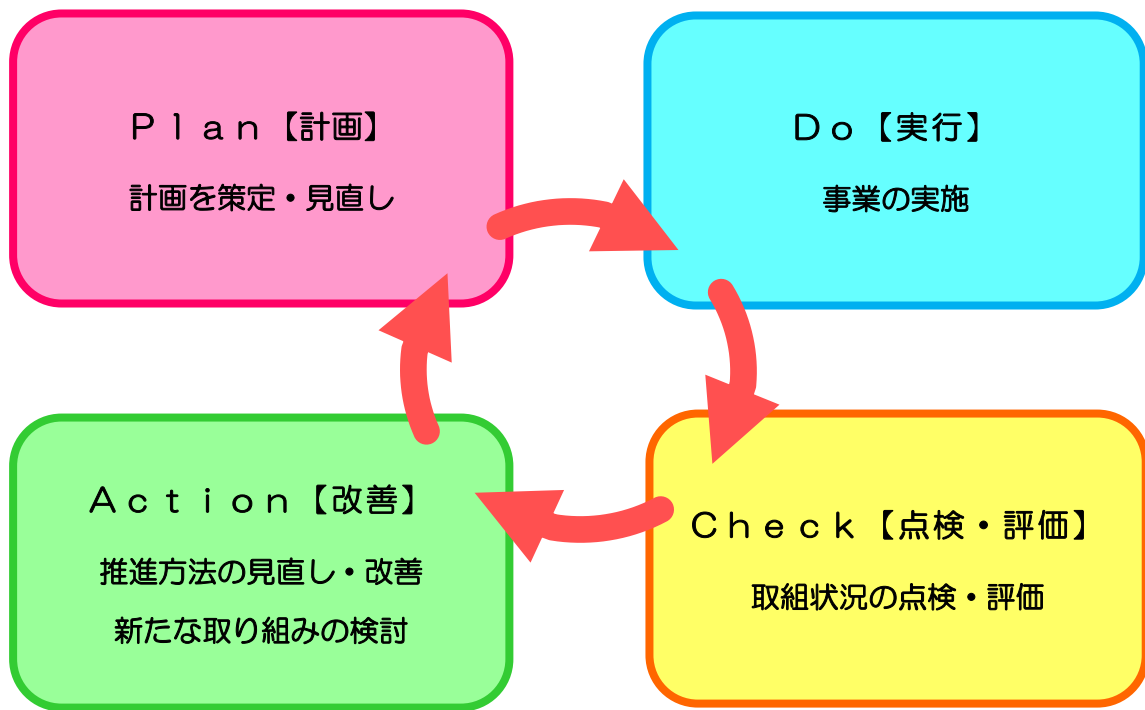 Ｐｌａｎ【計画】
計画を策定・見直し
Ｄｏ【実行】
事業の実施
Ａｃｔｉｏｎ【改善】
推進方法の見直し・改善
新たな取り組みの検討
Ｃｈｅｃｋ【点検・評価】
取組状況の点検・評価